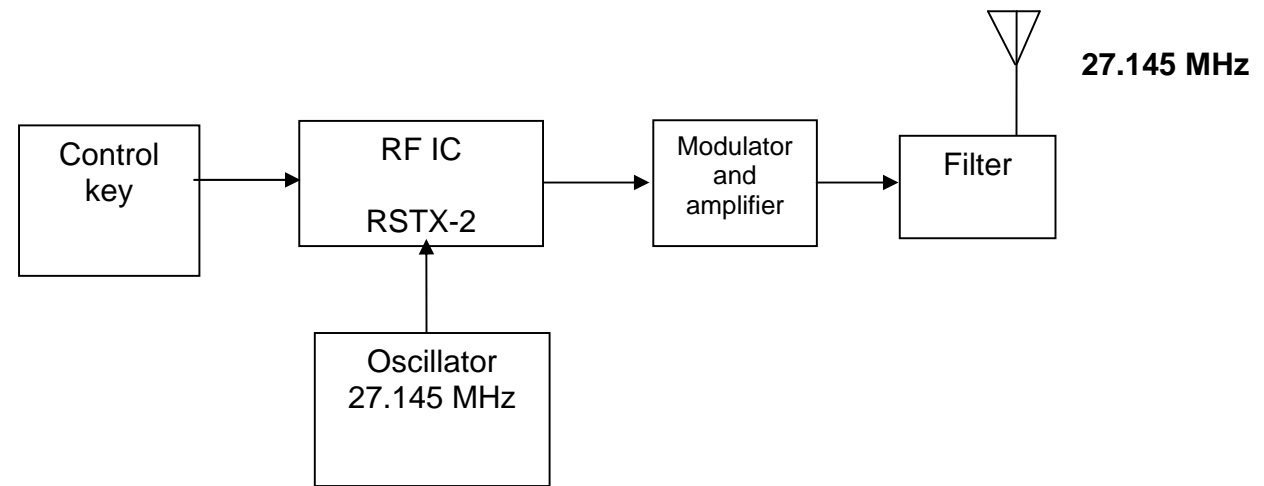 27.145 MHz
Control
key
RF IC
RSTX-2
Modulator
and
amplifier
Filter
Oscillator
27.145 MHz